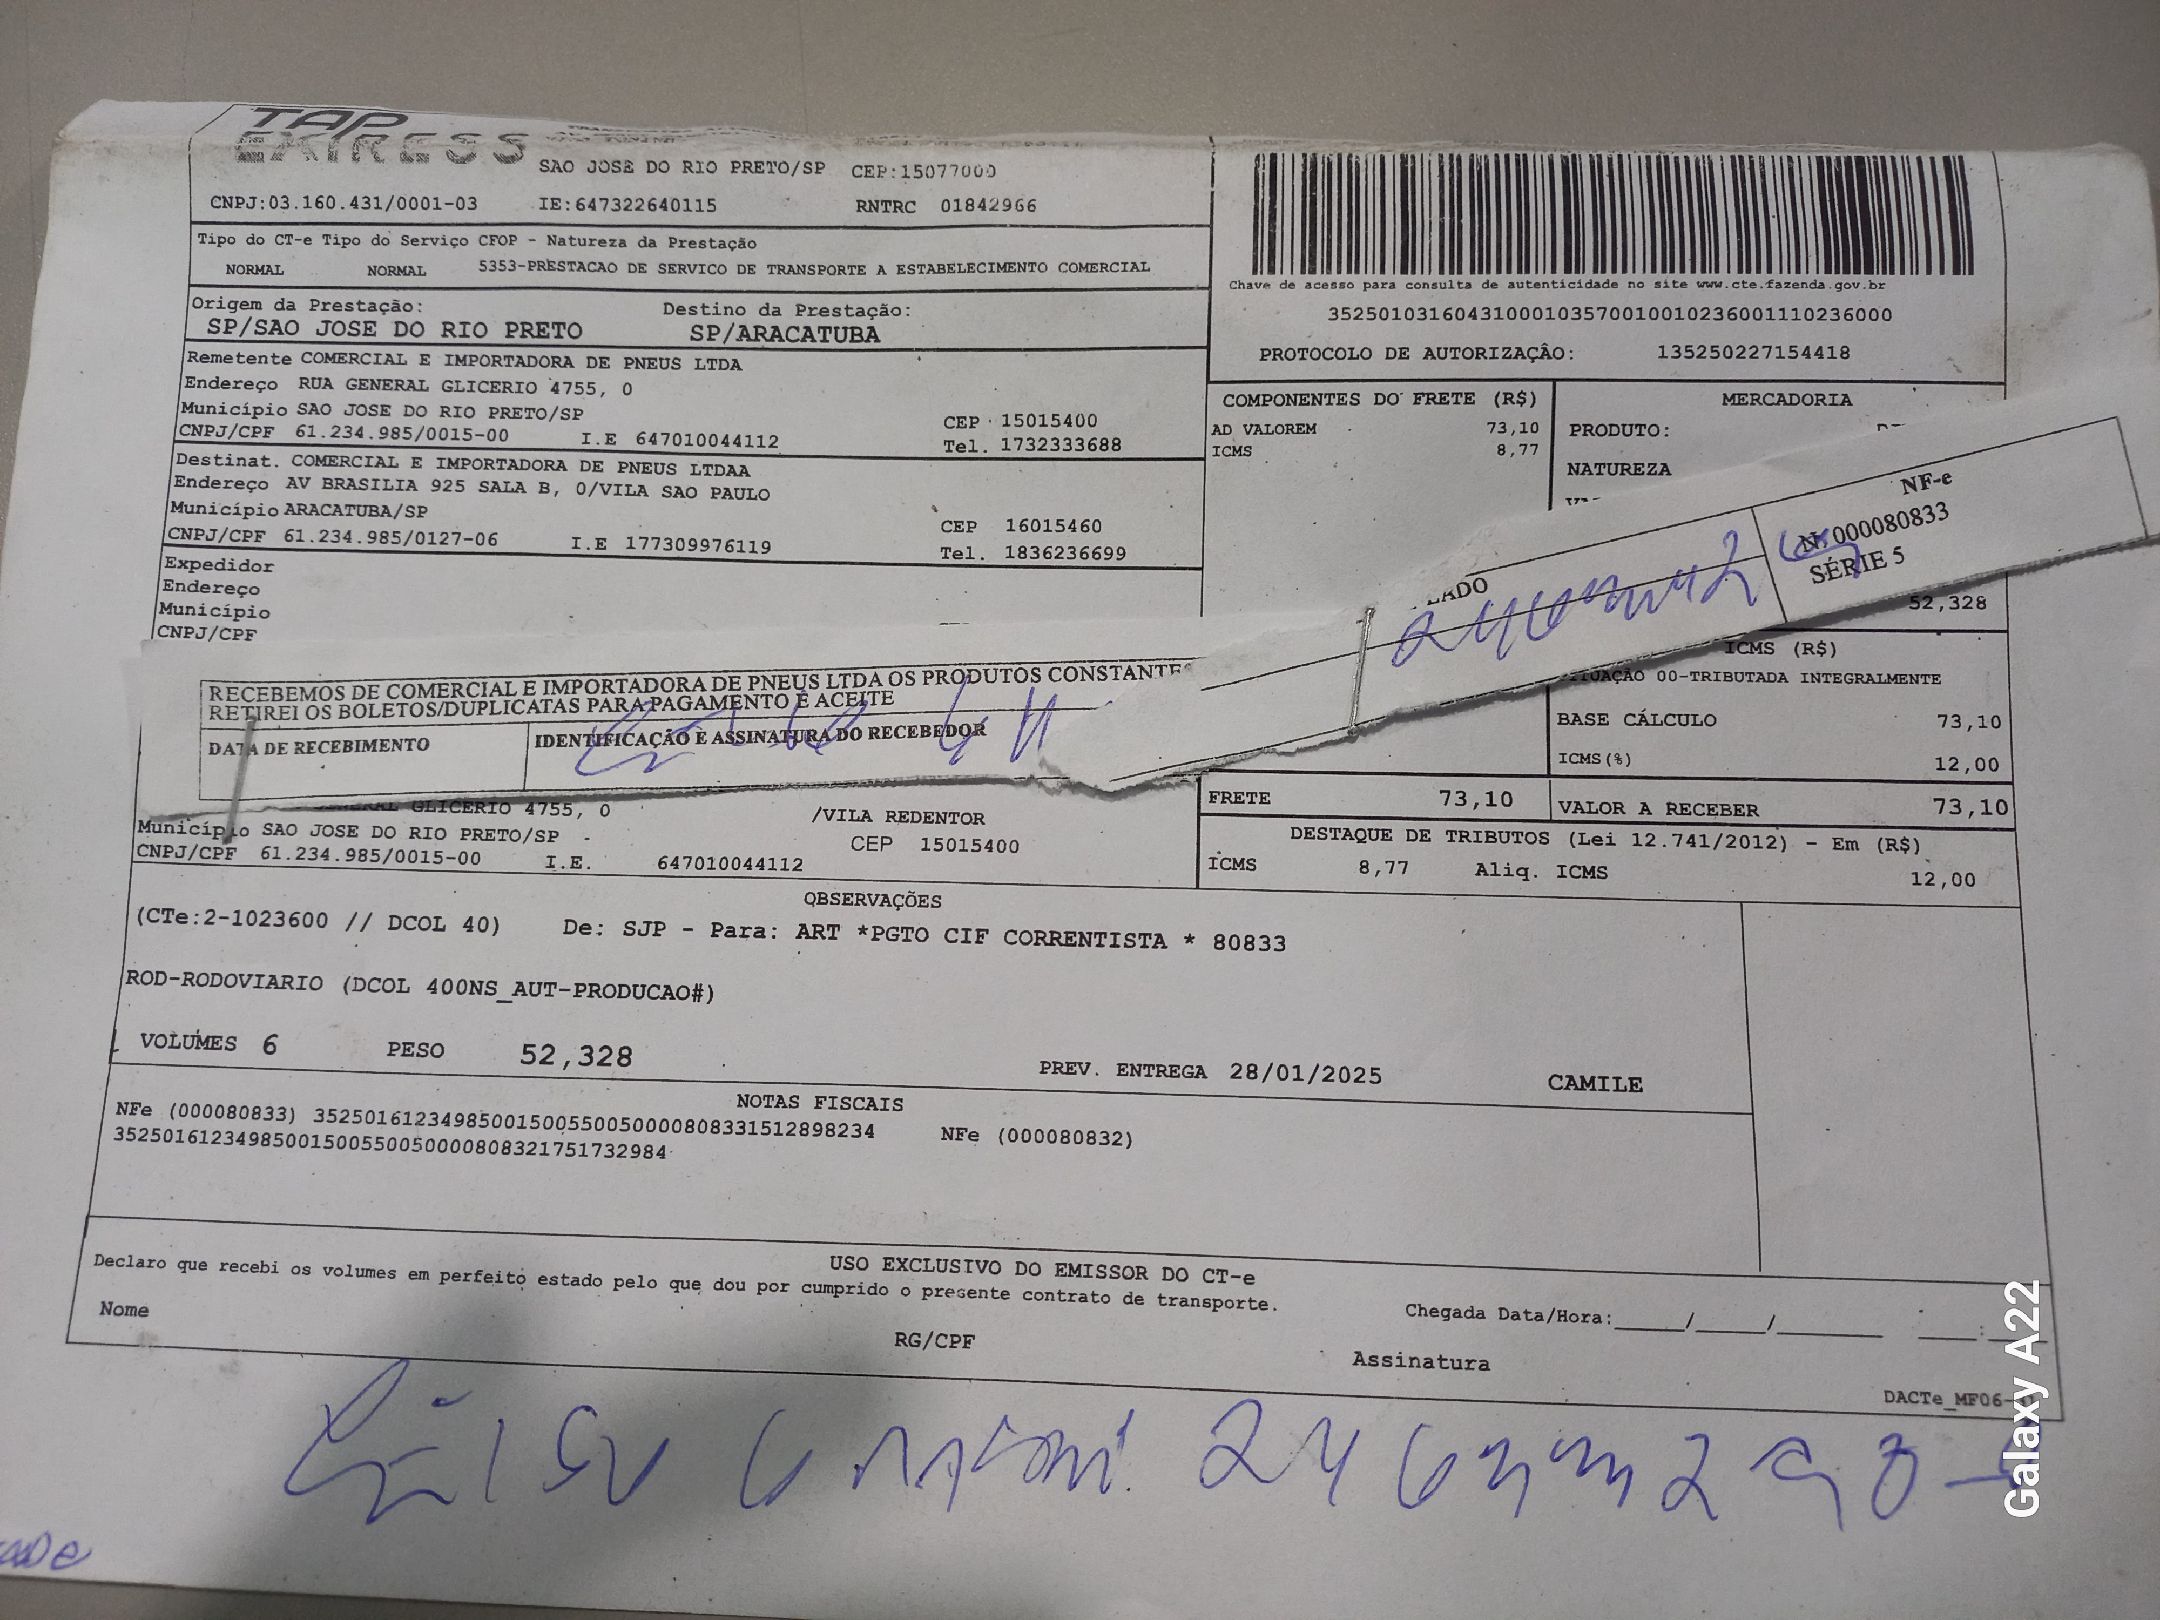 TAP
EXPRESS
SAO JOSE DO RIO PRETO/SP CEP:15077000
CNPJ:03.160.431/0001-03 IE:647322640115 RNTRC 01842966
Tipo do CT-e Tipo do Serviço CFOP - Natureza da Prestação
NORMAL NORMAL 5353-PRESTACAO DE SERVICO DE TRANSPORTE A ESTABELECIMENTO COMERCIAL
Origem da Prestação: Destino da Prestação:
SP/SAO JOSE DO RIO PRETO SP/ARACATUBA
Remetente COMERCIAL E IMPORTADORA DE PNEUS LTDA
Endereço RUA GENERAL GLICERIO 4755, 0
Município SAO JOSE DO RIO PRETO/SP CEP 15015400
CNPJ/CPF 61.234.985/0015-00 I.E 647010044112 Tel. 1732333688
Destinat. COMERCIAL E IMPORTADORA DE PNEUS LTDAA
Endereço AV BRASILIA 925 SALA B, 0/VILA SAO PAULO
Município ARACATUBA/SP CEP 16015460
CNPJ/CPF 61.234.985/0127-06 I.E 177309976119 Tel. 1836236699
Expedidor
Endereço
Município
CNPJ/CPF
Chave de acesso para consulta de autenticidade no site www.cte.fazenda.gov.br
35250103160431000103570010010236001110236000
PROTOCOLO DE AUTORIZAÇÃO: 135250227154418
COMPONENTES DO FRETE (R$)
AD VALOREM 73,10
ICMS 8,77
MERCADORIA
PRODUTO:
NATUREZA
NF-e
N. 000080833
SÉRIE 5
52,328
RECEBEMOS DE COMERCIAL E IMPORTADORA DE PNEUS LTDA OS PRODUTOS CONSTANTES
RETIREI OS BOLETOS/DUPLICATAS PARA PAGAMENTO E ACEITE
DATA DE RECEBIMENTO IDENTIFICAÇÃO E ASSINATURA DO RECEBEDOR
ICMS (R$)
00-TRIBUTADA INTEGRALMENTE
BASE CÁLCULO 73,10
ICMS(%) 12,00
GLICERIO 4755, 0 /VILA REDENTOR
Município SAO JOSE DO RIO PRETO/SP CEP 15015400
CNPJ/CPF 61.234.985/0015-00 I.E. 647010044112
FRETE 73,10 VALOR A RECEBER 73,10
DESTAQUE DE TRIBUTOS (Lei 12.741/2012) - Em (R$)
ICMS 8,77 Aliq. ICMS 12,00
OBSERVAÇÕES
(CTe:2-1023600 // DCOL 40) De: SJP - Para: ART *PGTO CIF CORRENTISTA * 80833
ROD-RODOVIARIO (DCOL 400NS_AUT-PRODUCAO#)
VOLUMES 6 PESO 52,328 PREV. ENTREGA 28/01/2025 CAMILE
NOTAS FISCAIS
NFe (000080833) 35250161234985001500550050000808331512898234 NFe (000080832)
35250161234985001500550050000808321751732984
USO EXCLUSIVO DO EMISSOR DO CT-e
Declaro que recebi os volumes em perfeito estado pelo que dou por cumprido o presente contrato de transporte.
Nome RG/CPF Assinatura Chegada Data/Hora:_____/_____/________ ____:____
DACTe_MF06
Galaxy A22